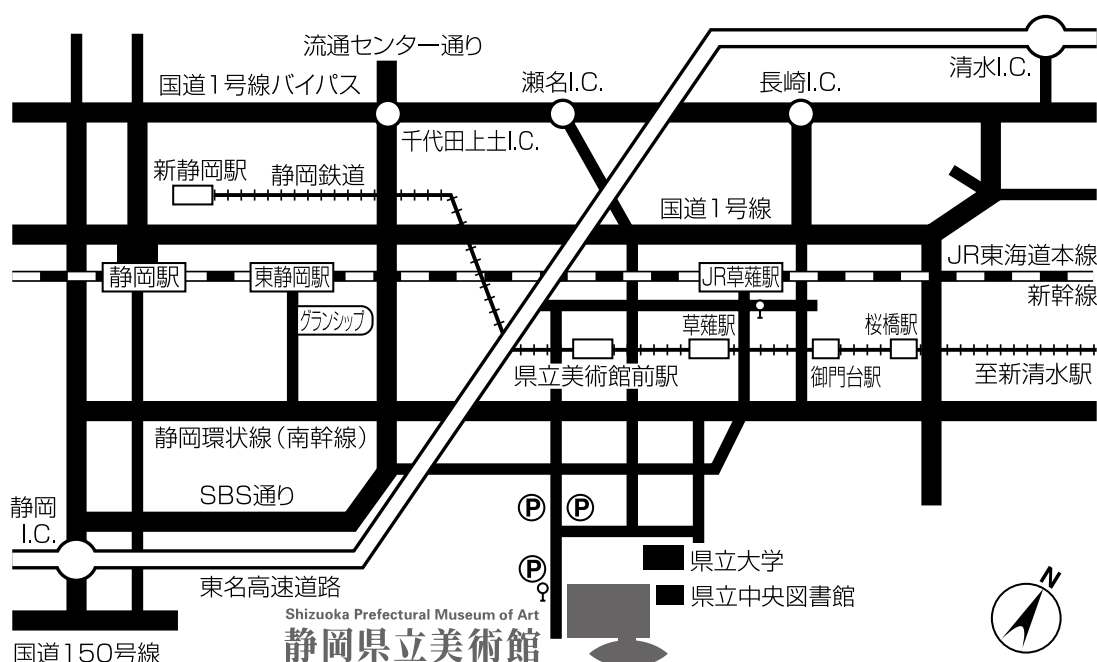 流通センター通り
国道1号線バイパス
瀬名I.C.
長崎I.C.
清水I.C.
千代田上土I.C.
新静岡駅
静岡鉄道
国道1号線
JR東海道本線
静岡駅
東静岡駅
JR草薙駅
新幹線
グランシップ
草薙駅
桜橋駅
県立美術館前駅
御門台駅
至新清水駅
静岡環状線(南幹線)
SBS通り
静岡
I.C.
P
P
県立大学
P
東名高速道路
県立中央図書館
N
Shizuoka Prefectural Museum of Art
静岡県立美術館
国道150号線